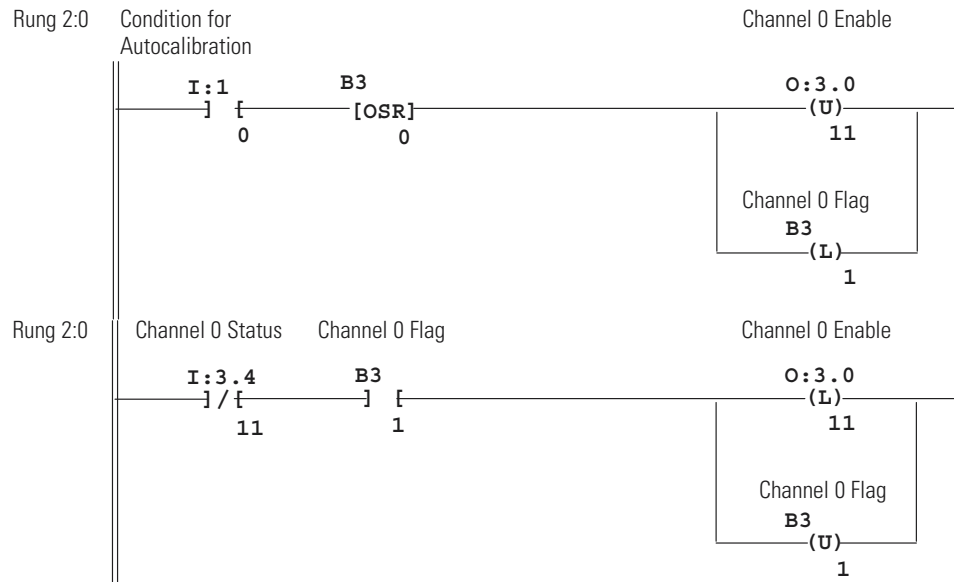 Rung 2:0 Condition for Channel 0 Enable
Autocalibration
I:1 B3 O:3.0
] [ [OSR] (U)
0 0 11
Channel 0 Flag
B3
(L)
1
Rung 2:0 Channel 0 Status Channel 0 Flag Channel 0 Enable
I:3.4 B3 O:3.0
]/[ ] [ (L)
11 1 11
Channel 0 Flag
B3
(U)
1